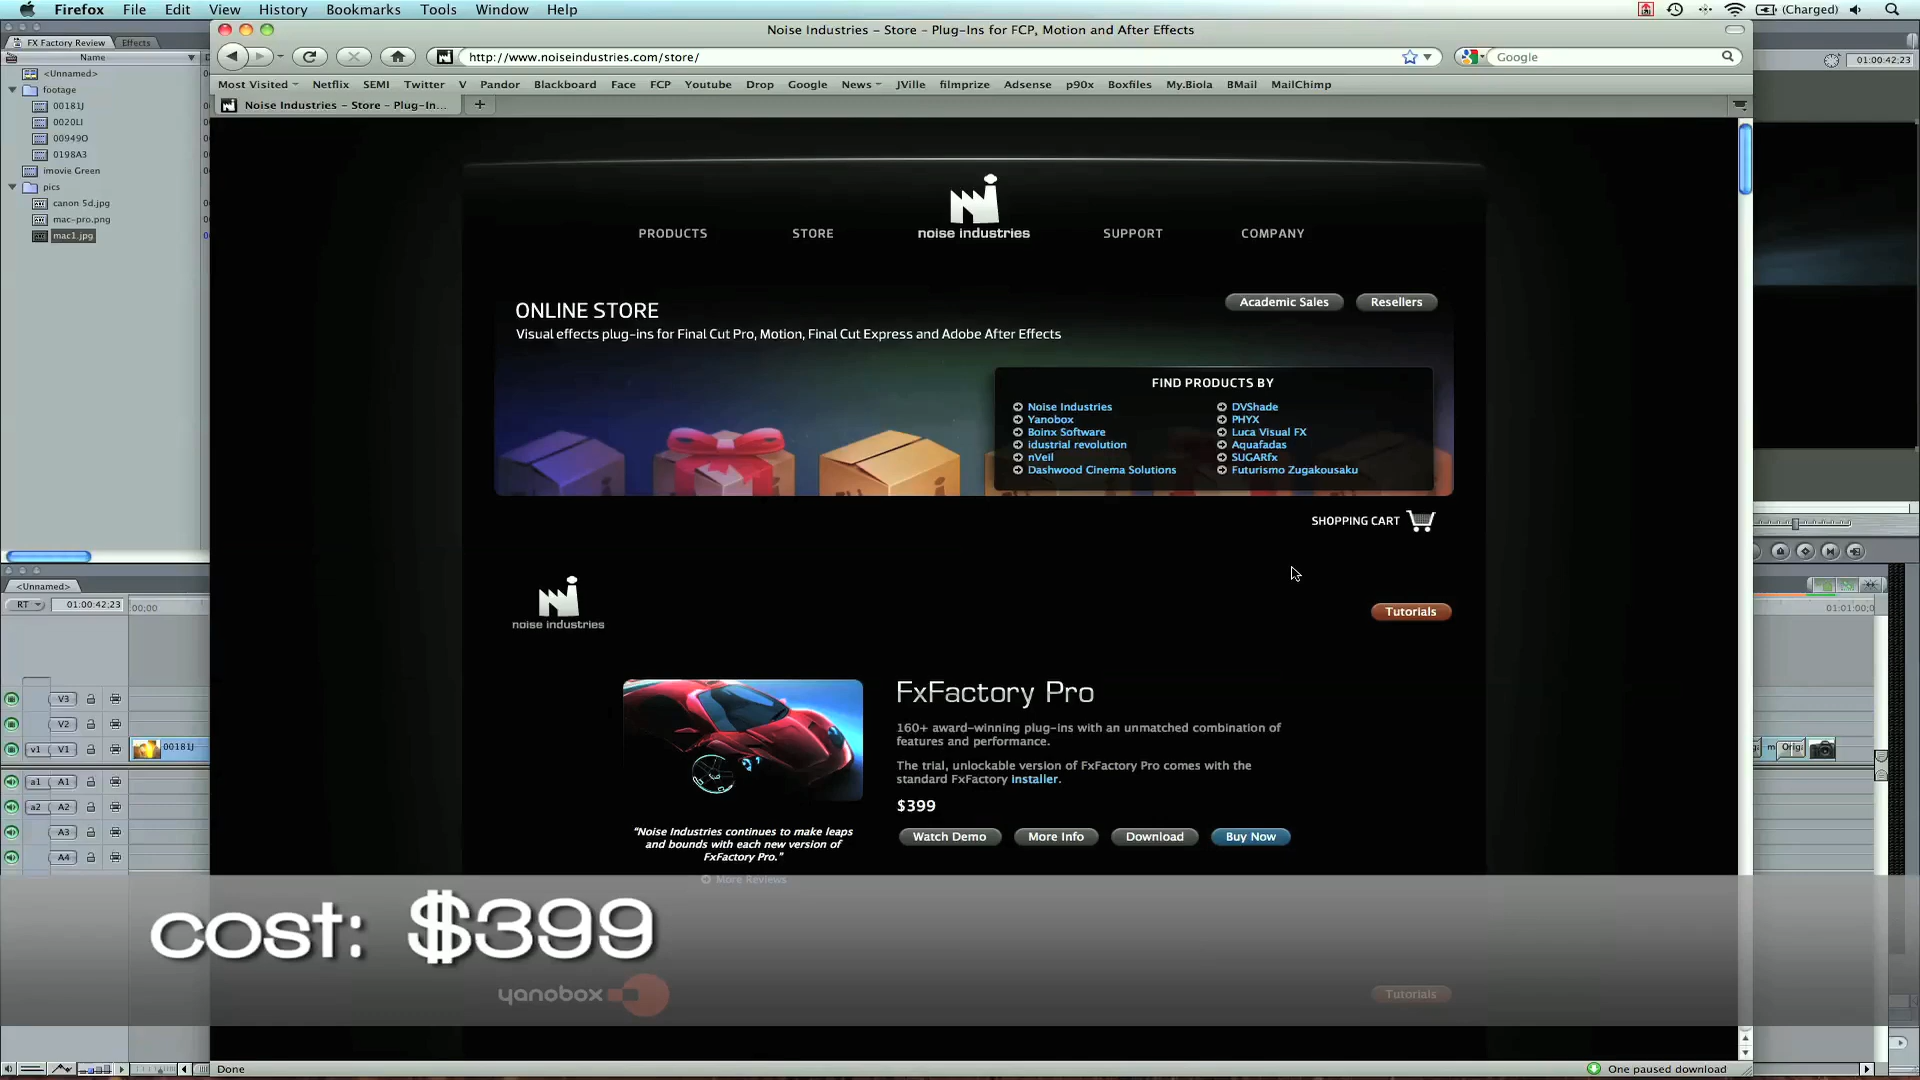 Firefox File Edit View History Bookmarks Tools Window Help (Charged)
Noise Industries – Store – Plug-Ins for FCP, Motion and After Effects
FX Factory Review Effects
http://www.noiseindustries.com/store/ Google
Name
01:00:42;23
<Unnamed>
Most Visited Netflix SEMI Twitter V Pandor Blackboard Face FCP Youtube Drop Google News JVille filmprize Adsense p90x Boxfiles My.Biola BMail MailChimp
footage
Noise Industries – Store – Plug-In...
00181J
0020LI
00949O
0198A3
imovie Green
pics
canon 5d.jpg
mac-pro.png
mac1.jpg
noise industries
PRODUCTS STORE SUPPORT COMPANY
ONLINE STORE
Academic Sales Resellers
Visual effects plug-ins for Final Cut Pro, Motion, Final Cut Express and Adobe After Effects
FIND PRODUCTS BY
Noise Industries DVShade
Yanobox PHYX
Boinx Software Luca Visual FX
idustrial revolution Aquafadas
nVeil SUGARfx
Dashwood Cinema Solutions Futurismo Zugakousaku
SHOPPING CART
<Unnamed>
RT 01:00:42;23 00;00
01:01:00;0
noise industries
Tutorials
FxFactory Pro
160+ award-winning plug-ins with an unmatched combination of
features and performance.
The trial, unlockable version of FxFactory Pro comes with the
standard FxFactory installer.
$399
Watch Demo More Info Download Buy Now
"Noise Industries continues to make leaps
and bounds with each new version of
FxFactory Pro."
More Reviews
V3
V2
v1 V1 00181J
a1 A1
a2 A2
A3
A4
cost: $399
yanobox
Tutorials
Done One paused download